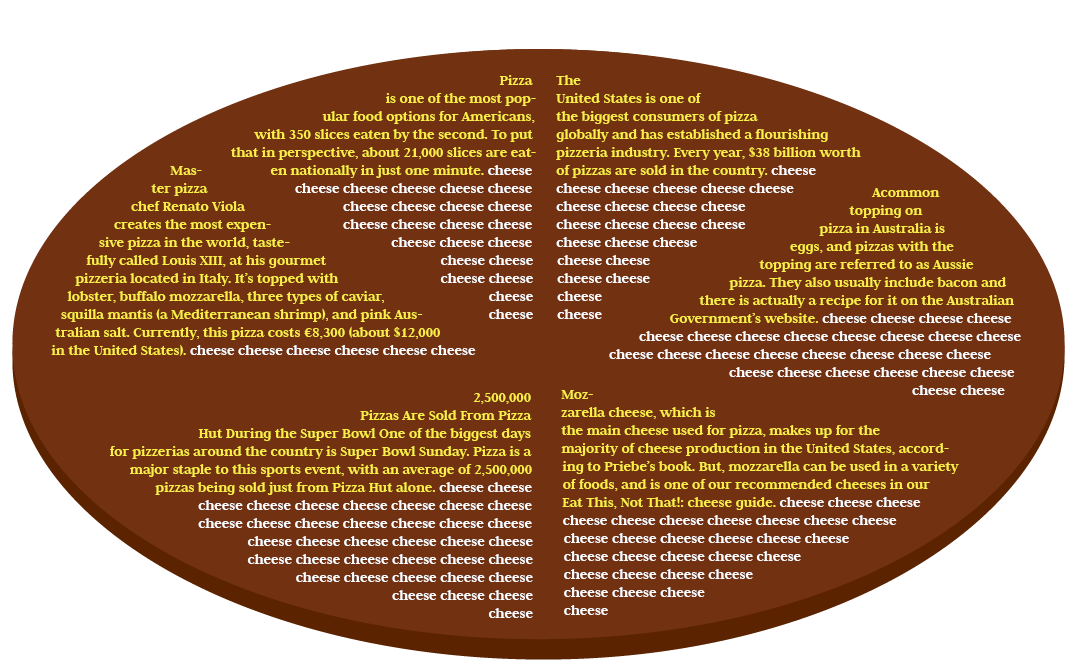 Pizza
is one of the most pop-
ular food options for Americans,
with 350 slices eaten by the second. To put
that in perspective, about 21,000 slices are eat-
en nationally in just one minute. cheese
cheese cheese cheese cheese cheese
cheese cheese cheese cheese
cheese cheese cheese cheese
cheese cheese cheese
cheese cheese
cheese cheese
cheese
cheese
The
United States is one of
the biggest consumers of pizza
globally and has established a flourishing
pizzeria industry. Every year, $38 billion worth
of pizzas are sold in the country. cheese
cheese cheese cheese cheese cheese
cheese cheese cheese cheese
cheese cheese cheese cheese
cheese cheese cheese
cheese cheese
cheese cheese
cheese
cheese
Mas-
ter pizza
chef Renato Viola
creates the most expen-
sive pizza in the world, taste-
fully called Louis XIII, at his gourmet
pizzeria located in Italy. It's topped with
lobster, buffalo mozzarella, three types of caviar,
squilla mantis (a Mediterranean shrimp), and pink Aus-
tralian salt. Currently, this pizza costs €8,300 (about $12,000
in the United States). cheese cheese cheese cheese cheese cheese
Acommon
topping on
pizza in Australia is
eggs, and pizzas with the
topping are referred to as Aussie
pizza. They also usually include bacon and
there is actually a recipe for it on the Australian
Government's website. cheese cheese cheese cheese
cheese cheese cheese cheese cheese cheese cheese cheese
cheese cheese cheese cheese cheese cheese cheese cheese
cheese cheese cheese cheese cheese cheese
cheese cheese
2,500,000
Pizzas Are Sold From Pizza
Hut During the Super Bowl One of the biggest days
for pizzerias around the country is Super Bowl Sunday. Pizza is a
major staple to this sports event, with an average of 2,500,000
pizzas being sold just from Pizza Hut alone. cheese cheese
cheese cheese cheese cheese cheese cheese cheese
cheese cheese cheese cheese cheese cheese cheese
cheese cheese cheese cheese cheese cheese
cheese cheese cheese cheese cheese cheese
cheese cheese cheese cheese cheese
cheese cheese cheese
cheese
Moz-
zarella cheese, which is
the main cheese used for pizza, makes up for the
majority of cheese production in the United States, accord-
ing to Priebe's book. But, mozzarella can be used in a variety
of foods, and is one of our recommended cheeses in our
Eat This, Not That!: cheese guide. cheese cheese cheese
cheese cheese cheese cheese cheese cheese cheese
cheese cheese cheese cheese cheese cheese
cheese cheese cheese cheese cheese
cheese cheese cheese cheese
cheese cheese cheese
cheese